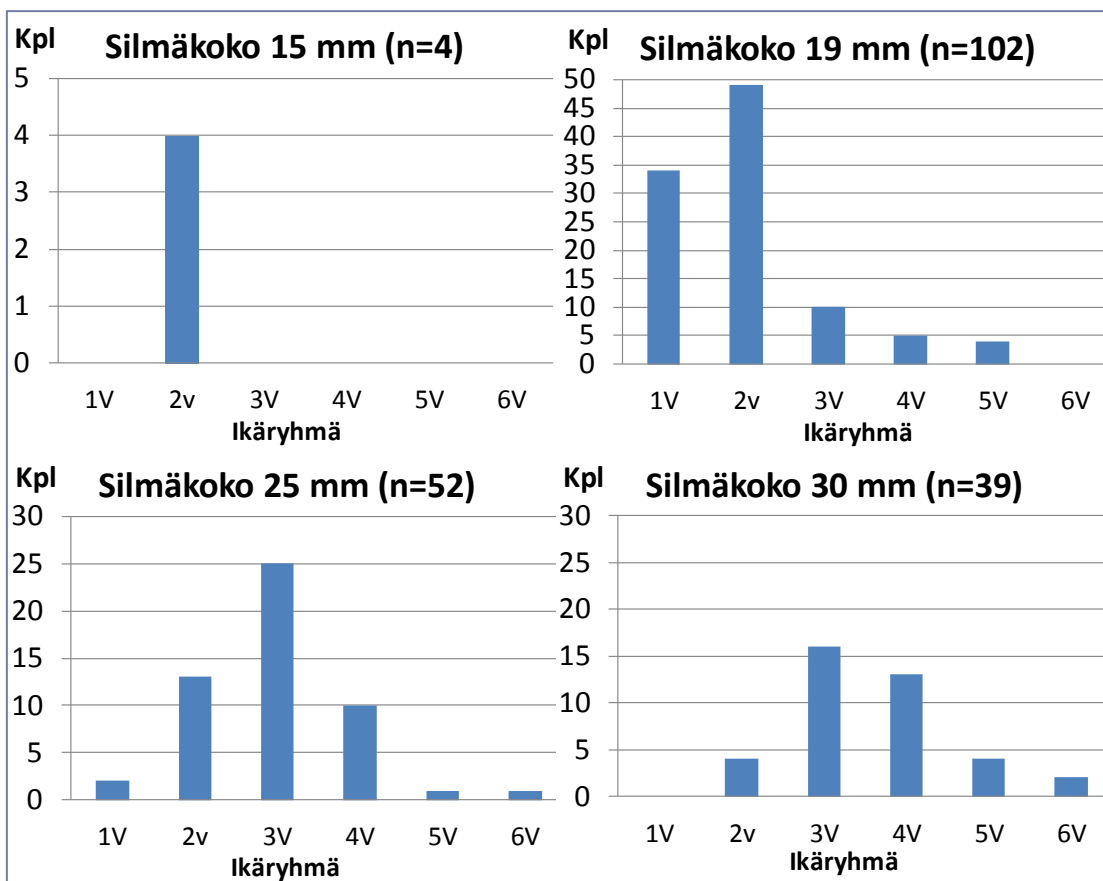 Kpl Silmäkoko 15 mm (n=4)
5
4
3
2
1
0
1V 2v 3V 4V 5V 6V
Ikäryhmä
Kpl Silmäkoko 19 mm (n=102)
50
45
40
35
30
25
20
15
10
5
0
1V 2v 3V 4V 5V 6V
Ikäryhmä
Kpl Silmäkoko 25 mm (n=52)
30
25
20
15
10
5
0
1V 2v 3V 4V 5V 6V
Ikäryhmä
Kpl Silmäkoko 30 mm (n=39)
30
25
20
15
10
5
0
1V 2v 3V 4V 5V 6V
Ikäryhmä